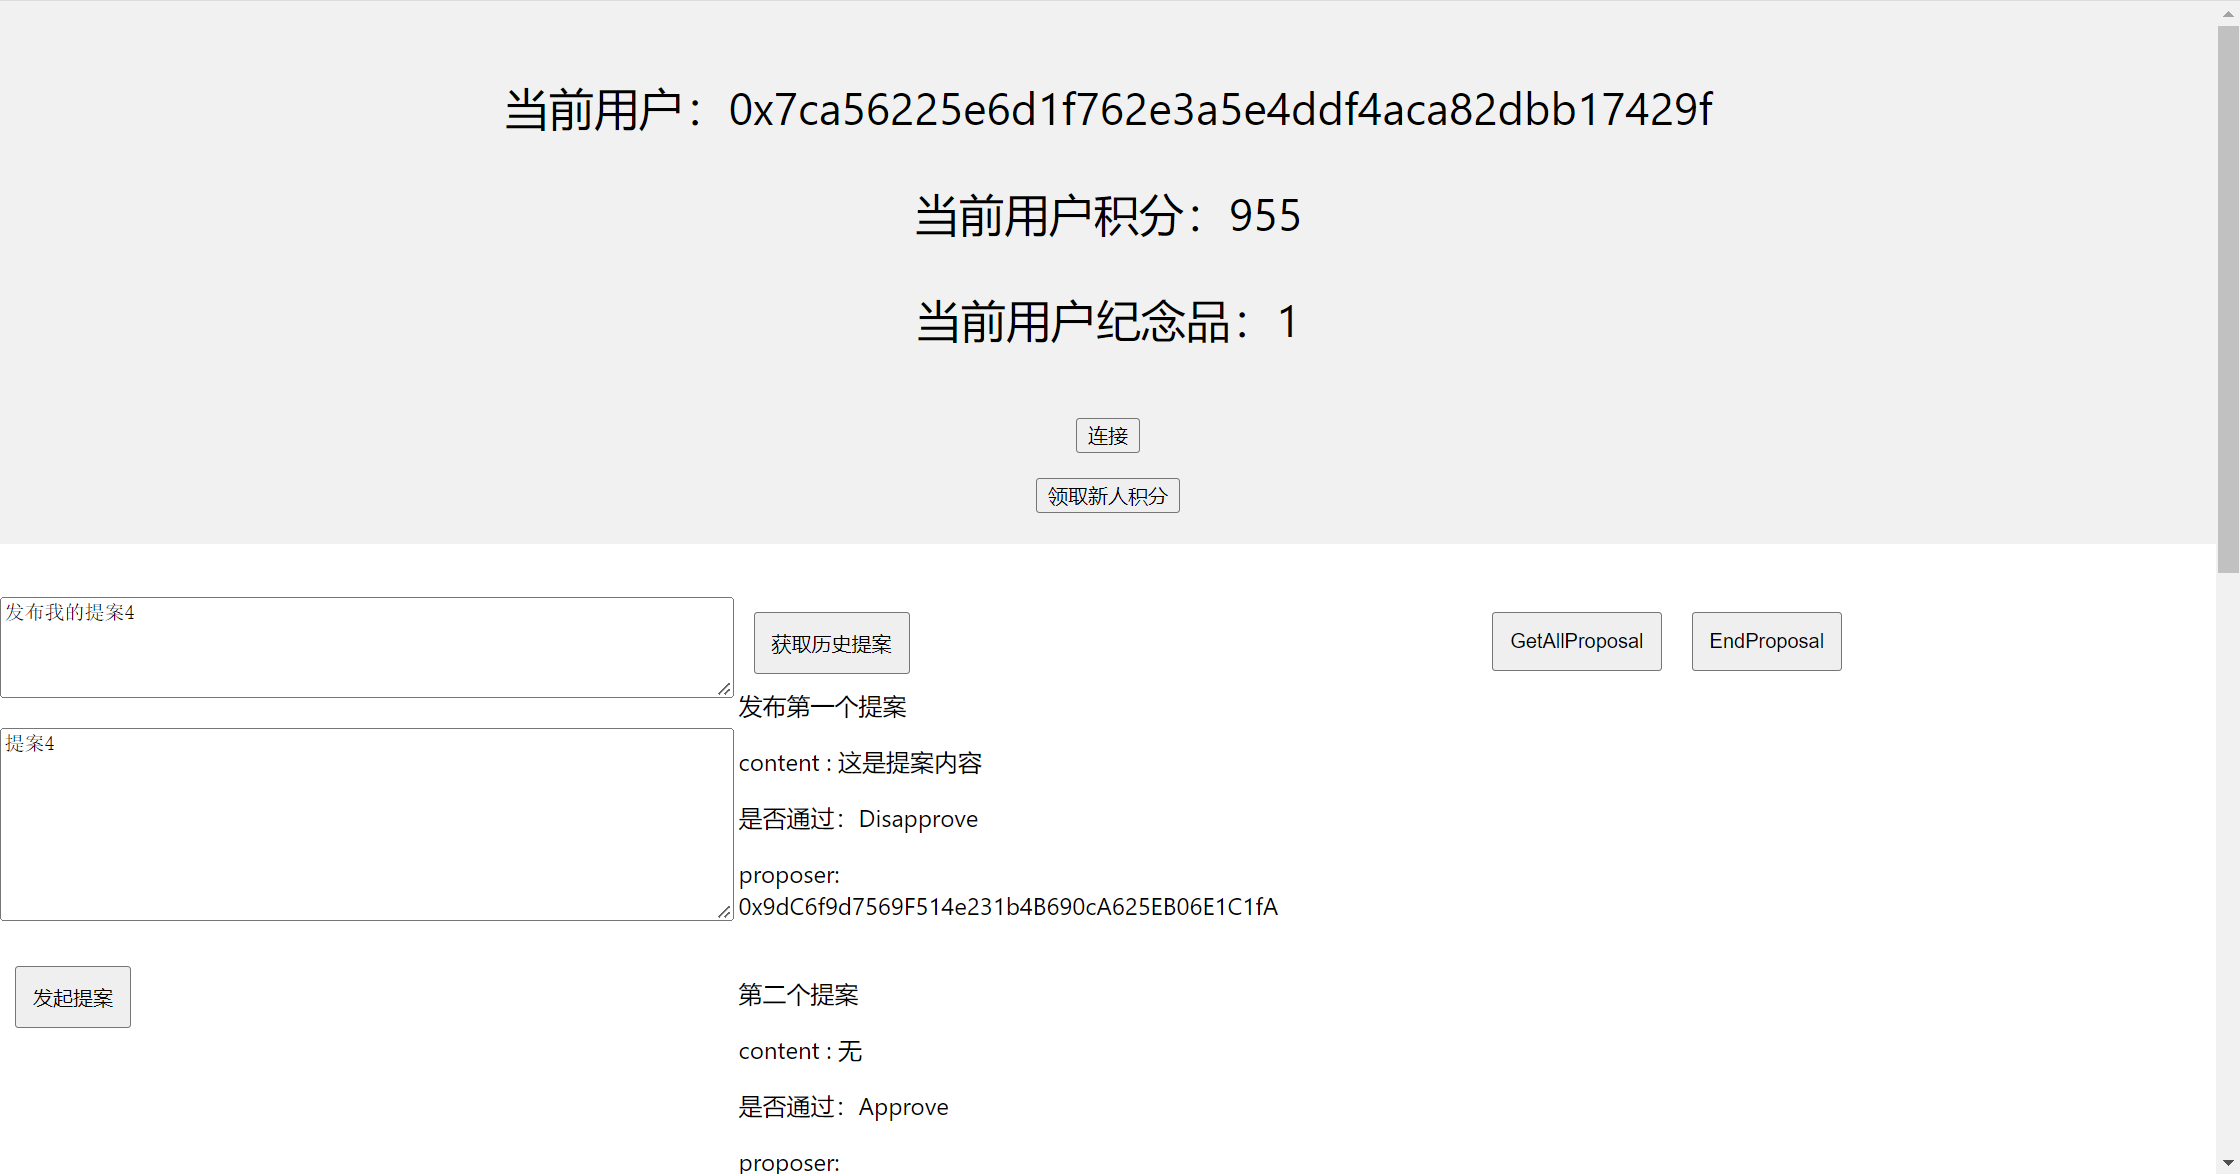 当前用户：0x7ca56225e6d1f762e3a5e4ddf4aca82dbb17429f
当前用户积分：955
当前用户纪念品：1
连接
领取新人积分
发布我的提案4
提案4
发起提案
获取历史提案
发布第一个提案
content : 这是提案内容
是否通过：Disapprove
proposer:
0x9dC6f9d7569F514e231b4B690cA625EB06E1C1fA
第二个提案
content : 无
是否通过：Approve
proposer:
GetAllProposal
EndProposal